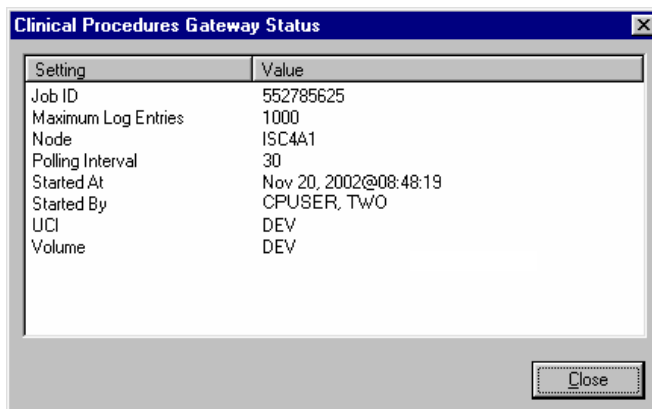 Clinical Procedures Gateway Status
Setting Value
Job ID 552785625
Maximum Log Entries 1000
Node ISC4A1
Polling Interval 30
Started At Nov 20, 2002@08:48:19
Started By CPUSER, TWO
UCI DEV
Volume DEV
Close